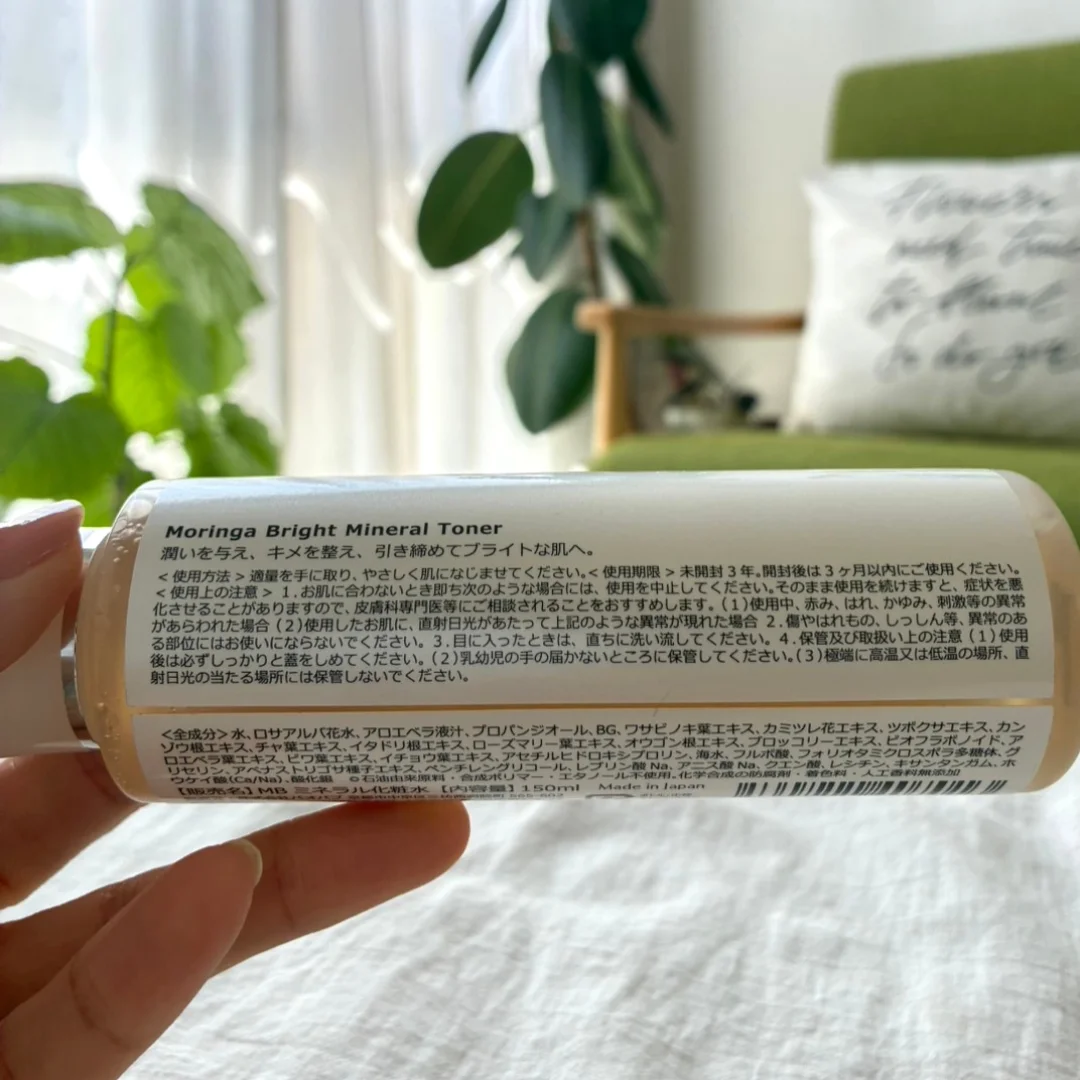 Moringa Bright Mineral Toner
潤いを与え、キメを整え、引き締めてブライトな肌へ。
＜使用方法＞適量を手に取り、やさしく肌になじませてください。＜使用期限＞未開封3年。開封後は3ヶ月以内にご使用ください。
＜使用上の注意＞1.お肌に合わないとき即ち次のような場合には、使用を中止してください。そのまま使用を続けますと、症状を悪
化させることがありますので、皮膚科専門医等にご相談されることをおすすめします。(1)使用中、赤み、はれ、かゆみ、刺激等の異常
があらわれた場合(2)使用したお肌に、直射日光があたって上記のような異常が現れた場合 2.傷やはれもの、しっしん等、異常のあ
る部位にはお使いにならないでください。3.目に入ったときは、直ちに洗い流してください。4.保管及び取扱い上の注意(1)使用
後は必ずしっかりと蓋をしめてください。(2)乳幼児の手の届かないところに保管してください。(3)極端に高温又は低温の場所、直
射日光の当たる場所には保管しないでください。
＜全成分＞水、ロサアルバ花水、アロエベラ液汁、プロパンジオール、BG、ワサビノキ葉エキス、カミツレ花エキス、ツボクサエキス、カン
ゾウ根エキス、チャ葉エキス、イタドリ根エキス、ローズマリー葉エキス、オウゴン根エキス、ブロッコリーエキス、ビオフラボノイド、ア
ロエベラ葉エキス、ビワ葉エキス、イチョウ葉エキス、アセチルヒドロキシプロリン、海水、フルボ酸、フォリオタミクロスポラ多糖体、グ
リセリン、アベナストリゴサ種子エキス、ペンチレングリコール、レブリン酸Na、アニス酸Na、クエン酸、レシチン、キサンタンガム、ホ
ウケイ酸(Ca/Na)、酸化銀 ○石油由来原料・合成ポリマー・エタノール不使用、化学合成の防腐剤・着色料・人工香料無添加
【販売名】MB ミネラル化粧水 【内容量】150ml Made in Japan